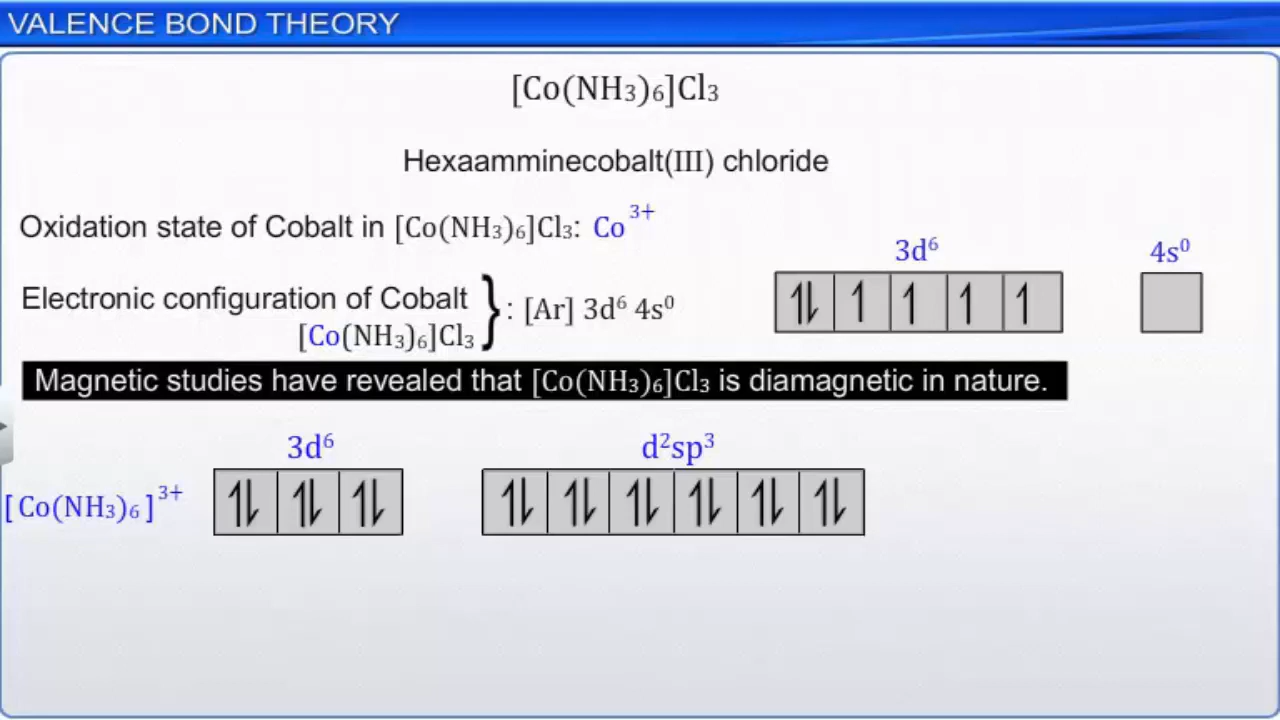 VALENCE BOND THEORY
[Co(NH₃)₆]Cl₃
Hexaamminecobalt(III) chloride
Oxidation state of Cobalt in [Co(NH₃)₆]Cl₃: Co³⁺
3d⁶ 4s⁰
Electronic configuration of Cobalt
[Co(NH₃)₆]Cl₃ } : [Ar] 3d⁶ 4s⁰ ⥮ ↿ ↿ ↿ ↿
Magnetic studies have revealed that [Co(NH₃)₆]Cl₃ is diamagnetic in nature.
3d⁶ d²sp³
[Co(NH₃)₆]³⁺ ⥮ ⥮ ⥮ ⥮ ⥮ ⥮ ⥮ ⥮ ⥮